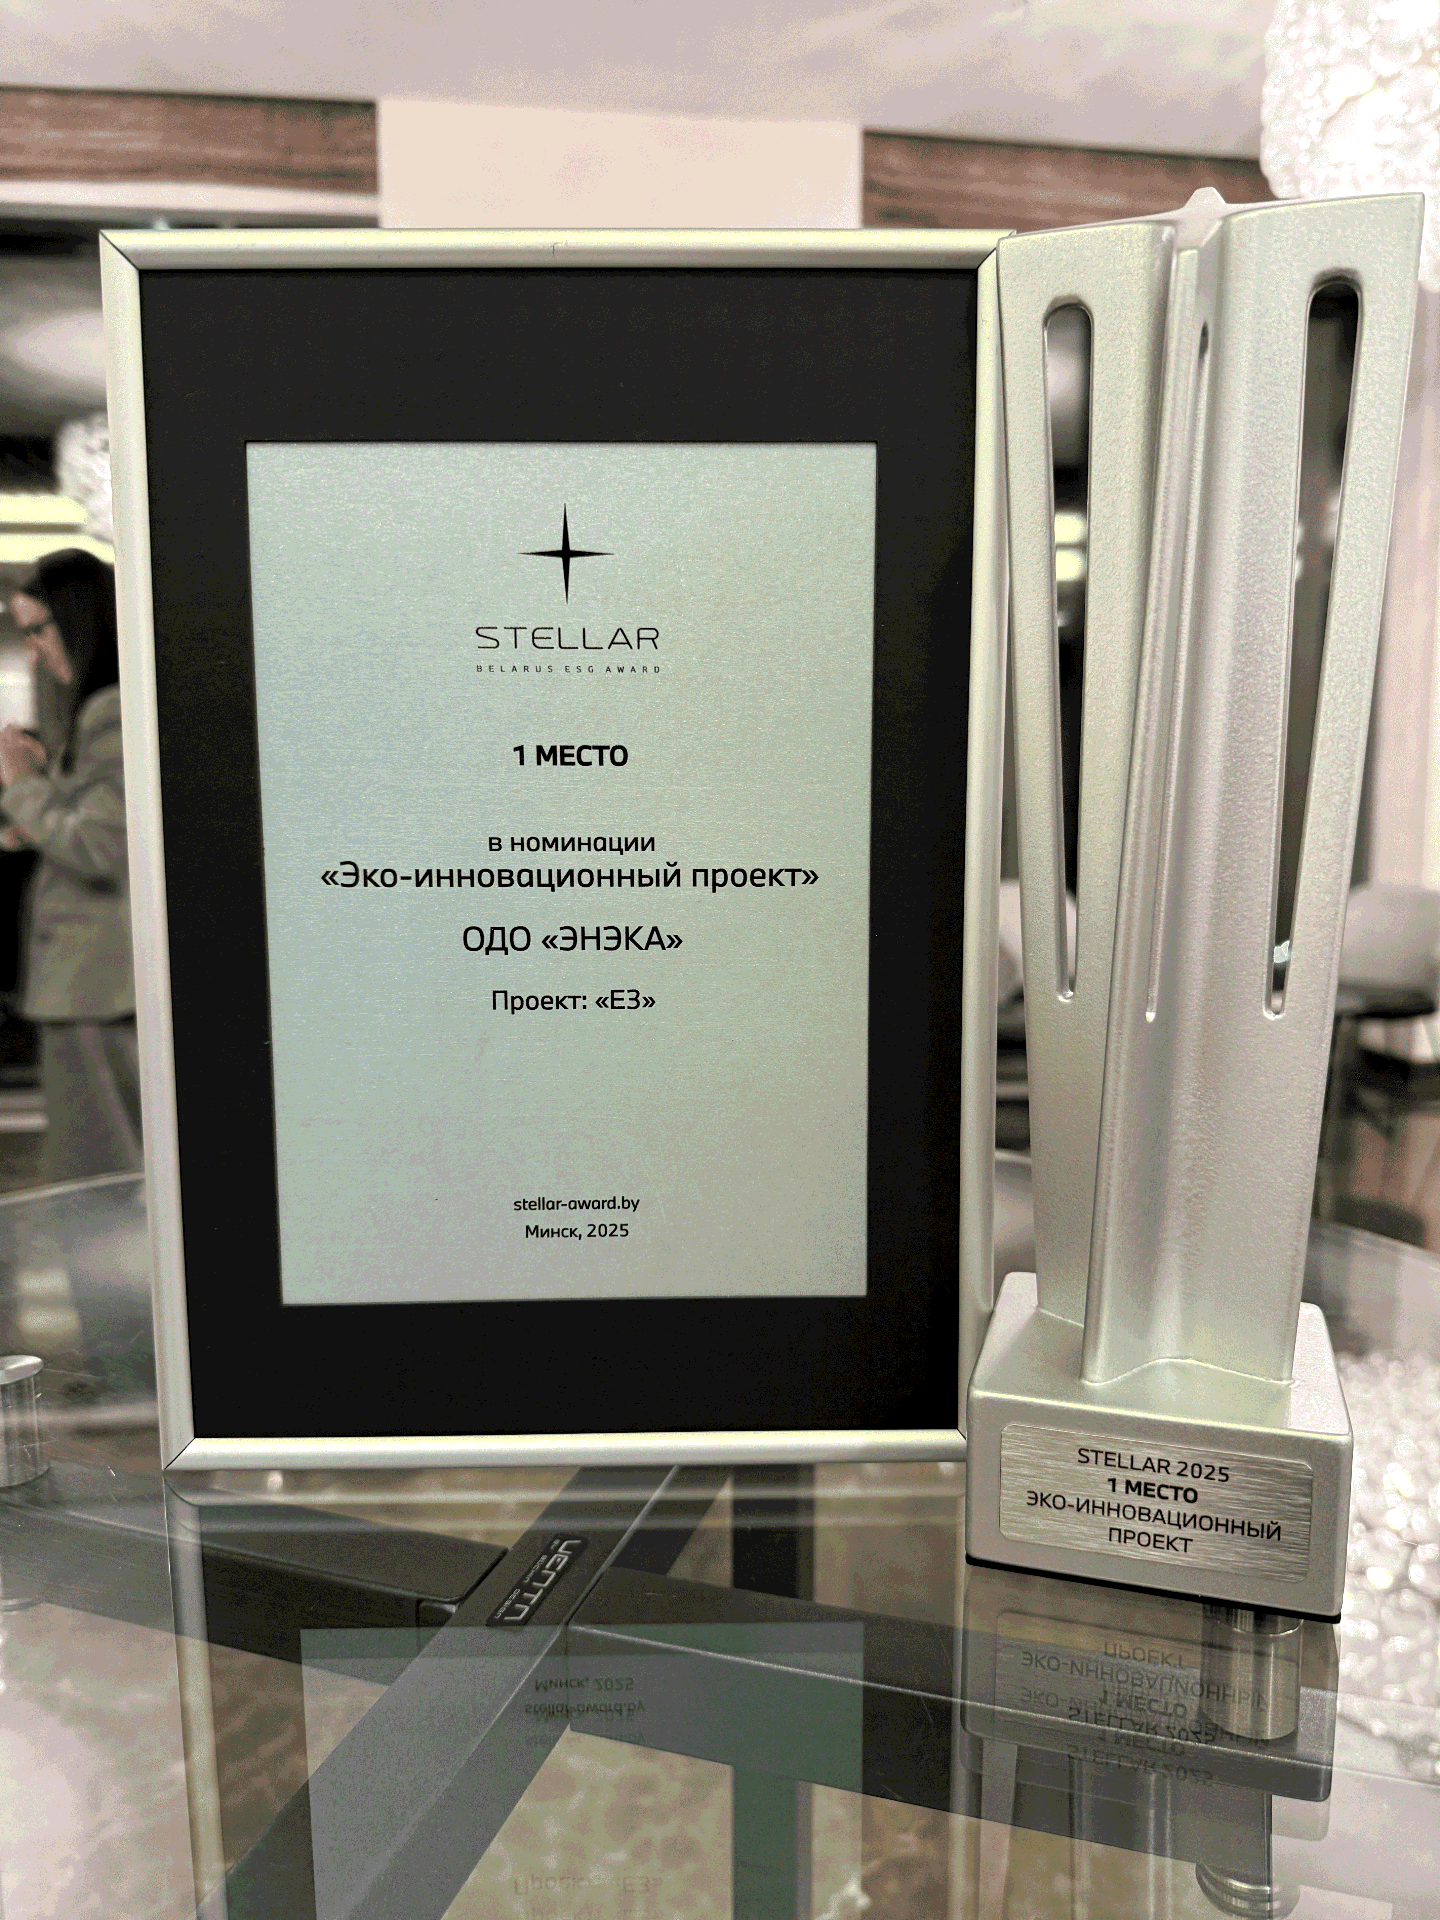 STELLAR
BELARUS ESG AWARD
1 МЕСТО
в номинации
«Эко-инновационный проект»
ОДО «ЭНЭКА»
Проект: «ЕЗ»
stellar-award.by
Минск, 2025
STELLAR 2025
1 МЕСТО
ЭКО-ИННОВАЦИОННЫЙ
ПРОЕКТ